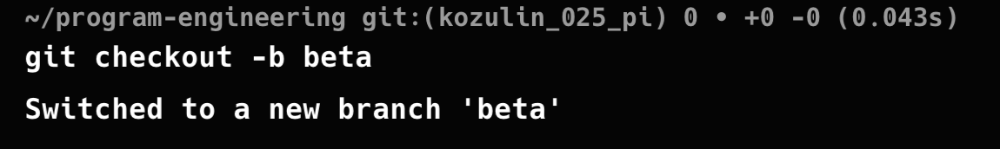 ~/program-engineering git:(kozulin_025_pi) 0 • +0 -0 (0.043s)
git checkout -b beta
Switched to a new branch 'beta'